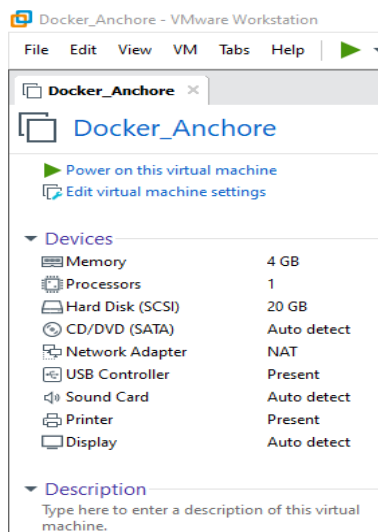 Docker_Anchore - VMware Workstation
File Edit View VM Tabs Help
Docker_Anchore
Docker_Anchore
Power on this virtual machine
Edit virtual machine settings
Devices
Memory 4 GB
Processors 1
Hard Disk (SCSI) 20 GB
CD/DVD (SATA) Auto detect
Network Adapter NAT
USB Controller Present
Sound Card Auto detect
Printer Present
Display Auto detect
Description
Type here to enter a description of this virtual
machine.